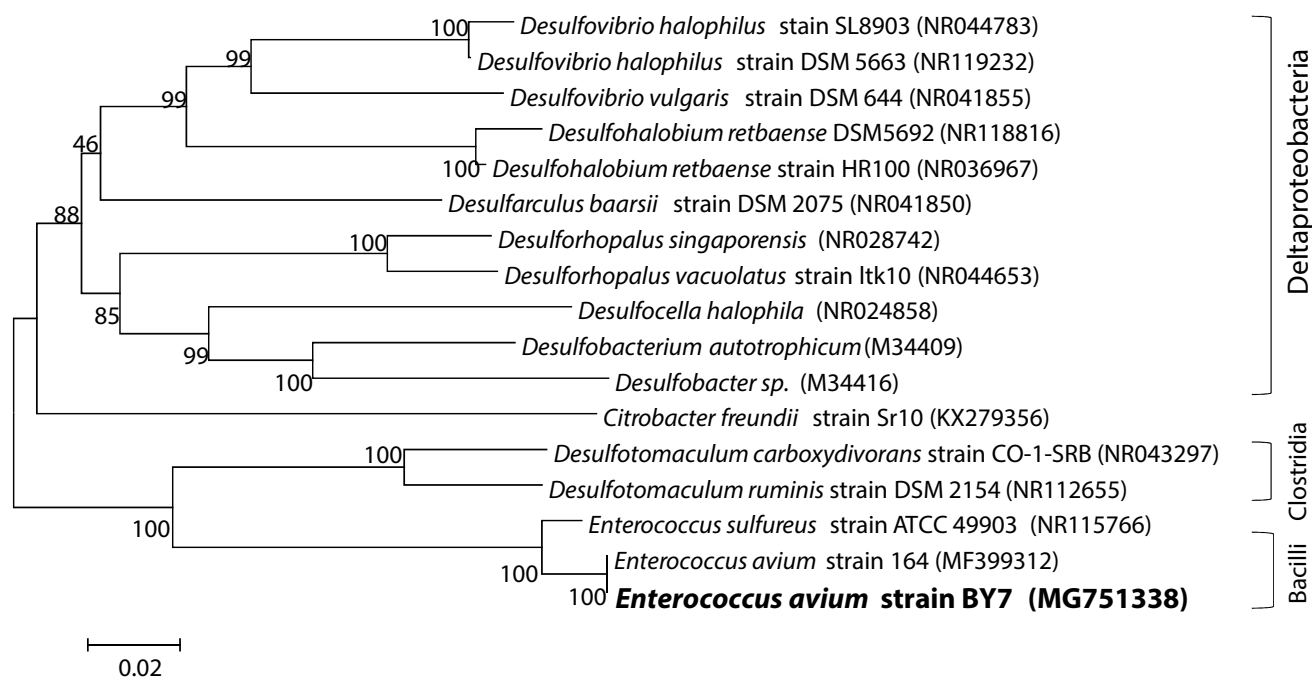 100 Desulfovibrio halophilus stain SL8903 (NR044783)
Desulfovibrio halophilus strain DSM 5663 (NR119232)
99
Desulfovibrio vulgaris strain DSM 644 (NR041855)
99
Desulfohalobium retbaense DSM5692 (NR118816)
46
100 Desulfohalobium retbaense strain HR100 (NR036967)
Desulfarculus baarsii strain DSM 2075 (NR041850)
88
100 Desulforhopalus singaporensis (NR028742)
Desulforhopalus vacuolatus strain ltk10 (NR044653)
85
Desulfocella halophila (NR024858)
99
Desulfobacterium autotrophicum (M34409)
100 Desulfobacter sp. (M34416)
Deltaproteobacteria
Citrobacter freundii strain Sr10 (KX279356)
100 Desulfotomaculum carboxydivorans strain CO-1-SRB (NR043297)
Desulfotomaculum ruminis strain DSM 2154 (NR112655)
Clostridia
100
Enterococcus sulfureus strain ATCC 49903 (NR115766)
100
Enterococcus avium strain 164 (MF399312)
100 Enterococcus avium strain BY7 (MG751338)
Bacilli
0.02